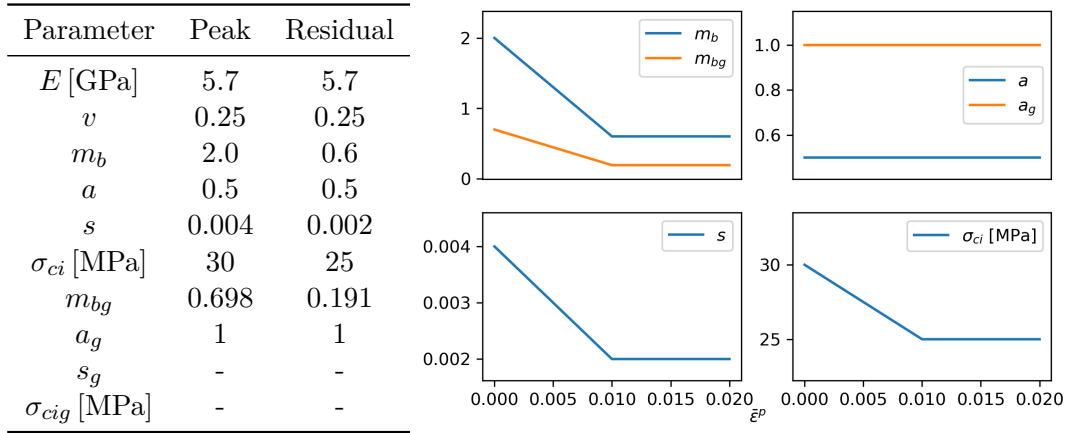 Parameter Peak Residual
E [GPa] 5.7 5.7
v 0.25 0.25
m_b 2.0 0.6
a 0.5 0.5
s 0.004 0.002
σ_ci [MPa] 30 25
m_bg 0.698 0.191
a_g 1 1
s_g - -
σ_cig [MPa] - -
2
1
0
m_b
m_bg
1.0
0.8
0.6
a
a_g
0.004
0.003
0.002
s
0.000 0.005 0.010 0.015 0.020
30
25
σ_ci [MPa]
0.000 0.005 0.010 0.015 0.020
ε̄^p